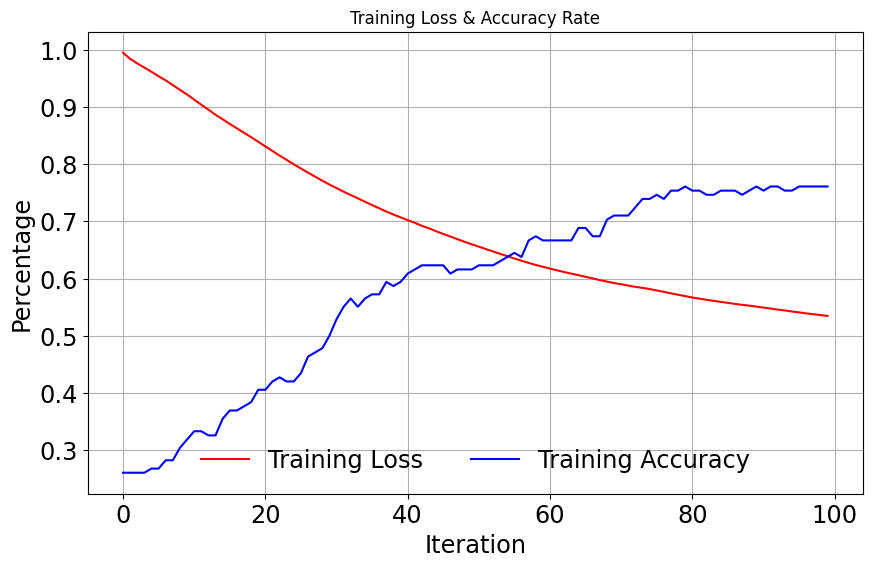 Training Loss & Accuracy Rate
1.0
0.9
0.8
0.7
0.6
0.5
0.4
0.3
Percentage
Training Loss
Training Accuracy
0 20 40 60 80 100
Iteration